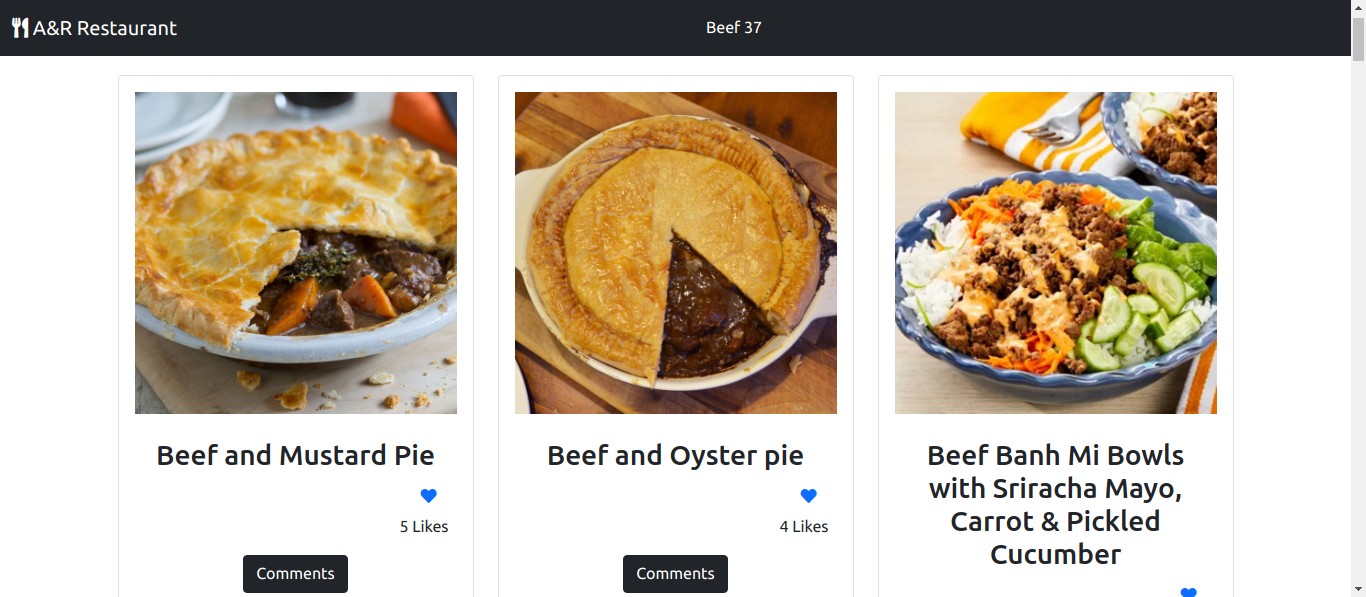 A&R Restaurant
Beef 37
Beef and Mustard Pie
5 Likes
Comments
Beef and Oyster pie
4 Likes
Comments
Beef Banh Mi Bowls
with Sriracha Mayo,
Carrot & Pickled
Cucumber